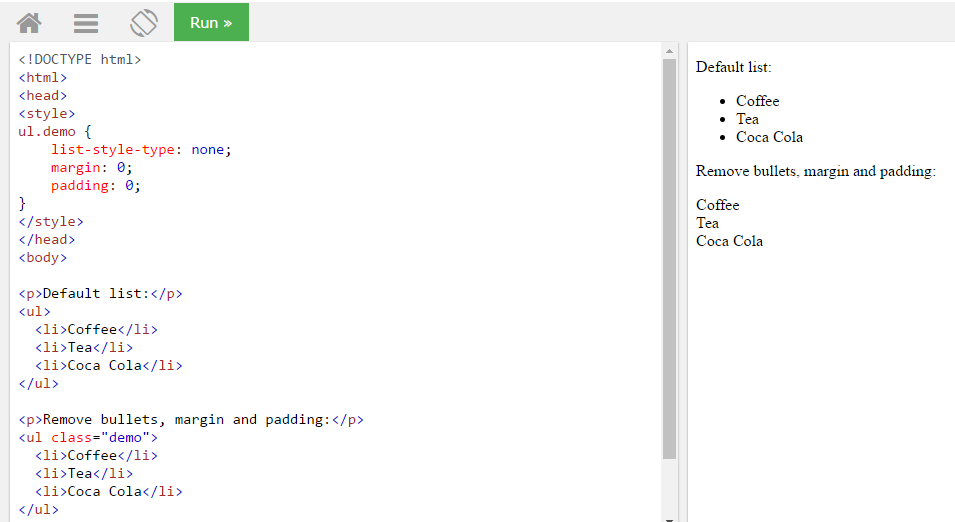 Run »
<!DOCTYPE html>
<html>
<head>
<style>
ul.demo {
    list-style-type: none;
    margin: 0;
    padding: 0;
}
</style>
</head>
<body>

<p>Default list:</p>
<ul>
  <li>Coffee</li>
  <li>Tea</li>
  <li>Coca Cola</li>
</ul>

<p>Remove bullets, margin and padding:</p>
<ul class="demo">
  <li>Coffee</li>
  <li>Tea</li>
  <li>Coca Cola</li>
</ul>
Default list:
• Coffee
• Tea
• Coca Cola
Remove bullets, margin and padding:
Coffee
Tea
Coca Cola